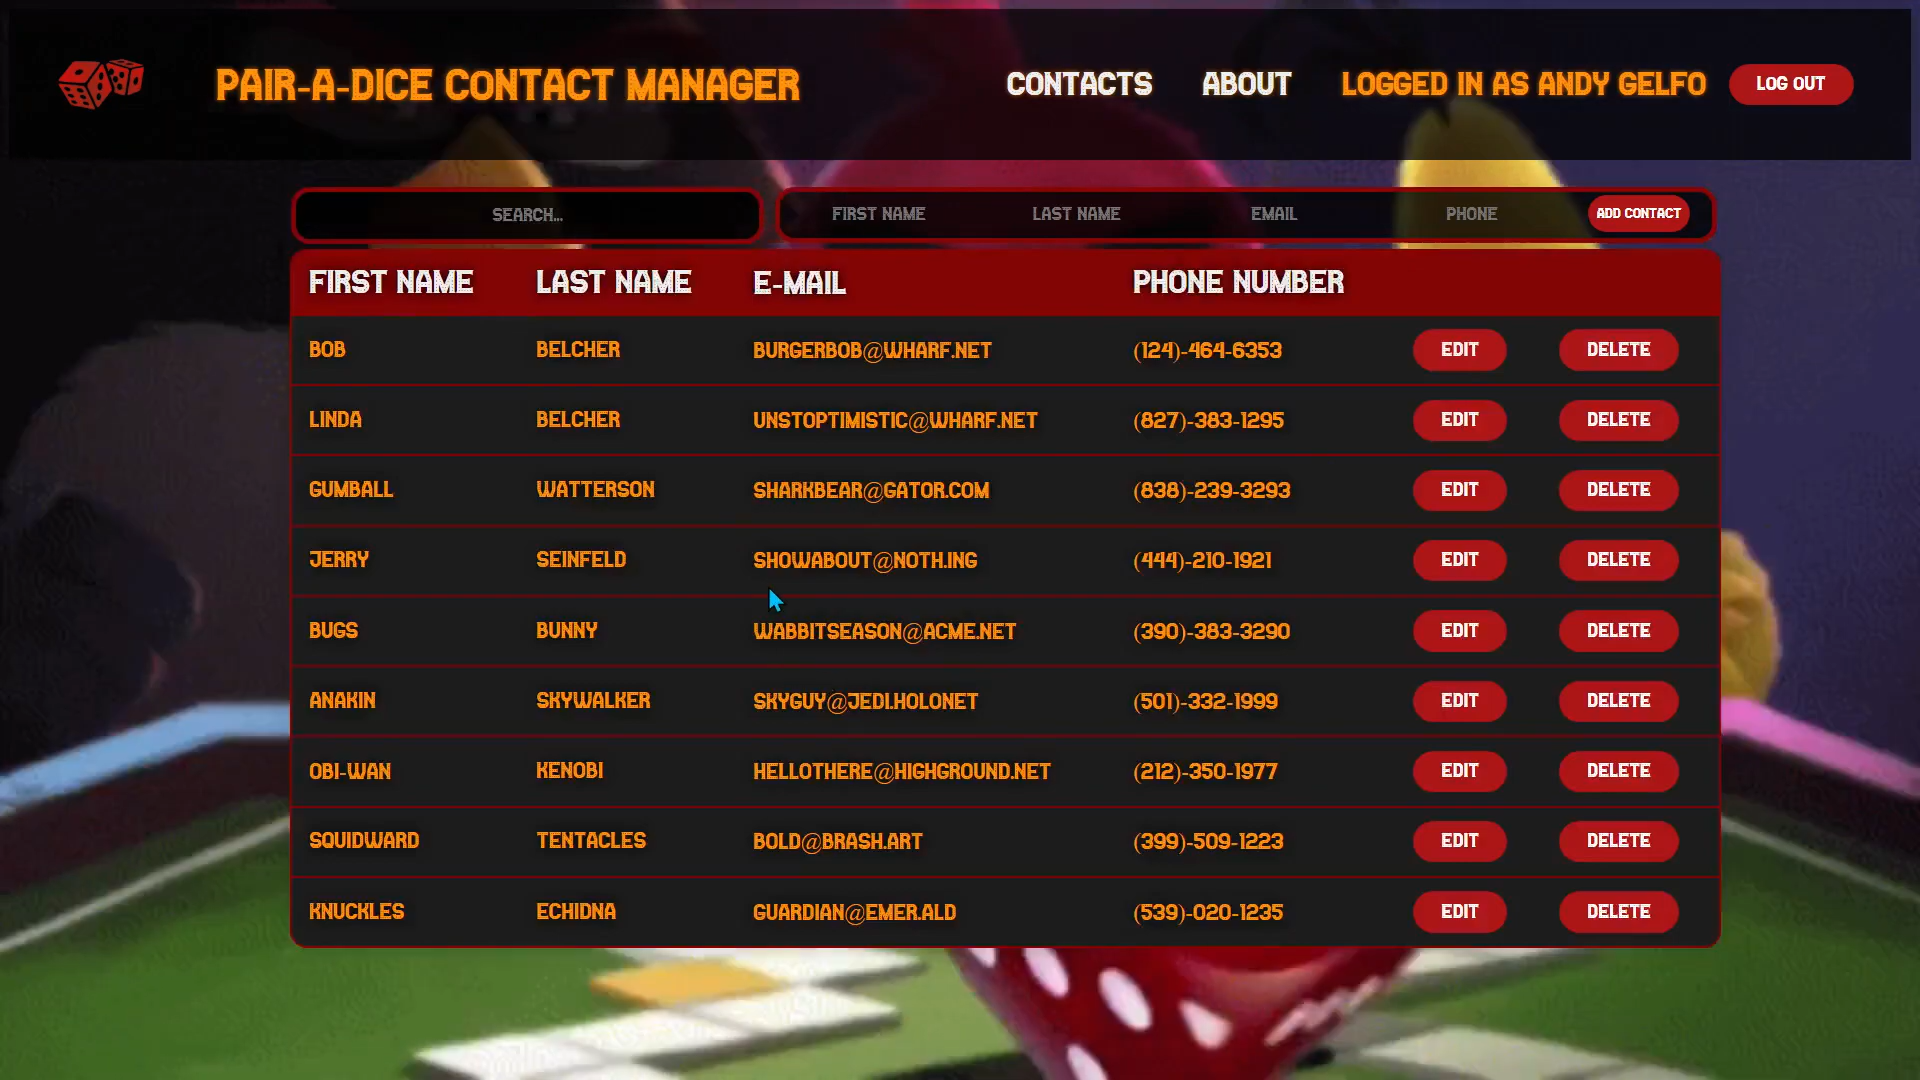 PAIR-A-DICE CONTACT MANAGER CONTACTS ABOUT LOGGED IN AS ANDY GELFO LOG OUT
SEARCH... FIRST NAME LAST NAME EMAIL PHONE ADD CONTACT
FIRST NAME LAST NAME E-MAIL PHONE NUMBER
BOB BELCHER BURGERBOB@WHARF.NET (124)-464-6353 EDIT DELETE
LINDA BELCHER UNSTOPTIMISTIC@WHARF.NET (827)-383-1295 EDIT DELETE
GUMBALL WATTERSON SHARKBEAR@GATOR.COM (838)-239-3293 EDIT DELETE
JERRY SEINFELD SHOWABOUT@NOTH.ING (444)-210-1921 EDIT DELETE
BUGS BUNNY WABBITSEASON@ACME.NET (390)-383-3290 EDIT DELETE
ANAKIN SKYWALKER SKYGUY@JEDI.HOLONET (501)-332-1999 EDIT DELETE
OBI-WAN KENOBI HELLOTHERE@HIGHGROUND.NET (212)-350-1977 EDIT DELETE
SQUIDWARD TENTACLES BOLD@BRASH.ART (399)-509-1223 EDIT DELETE
KNUCKLES ECHIDNA GUARDIAN@EMER.ALD (539)-020-1235 EDIT DELETE